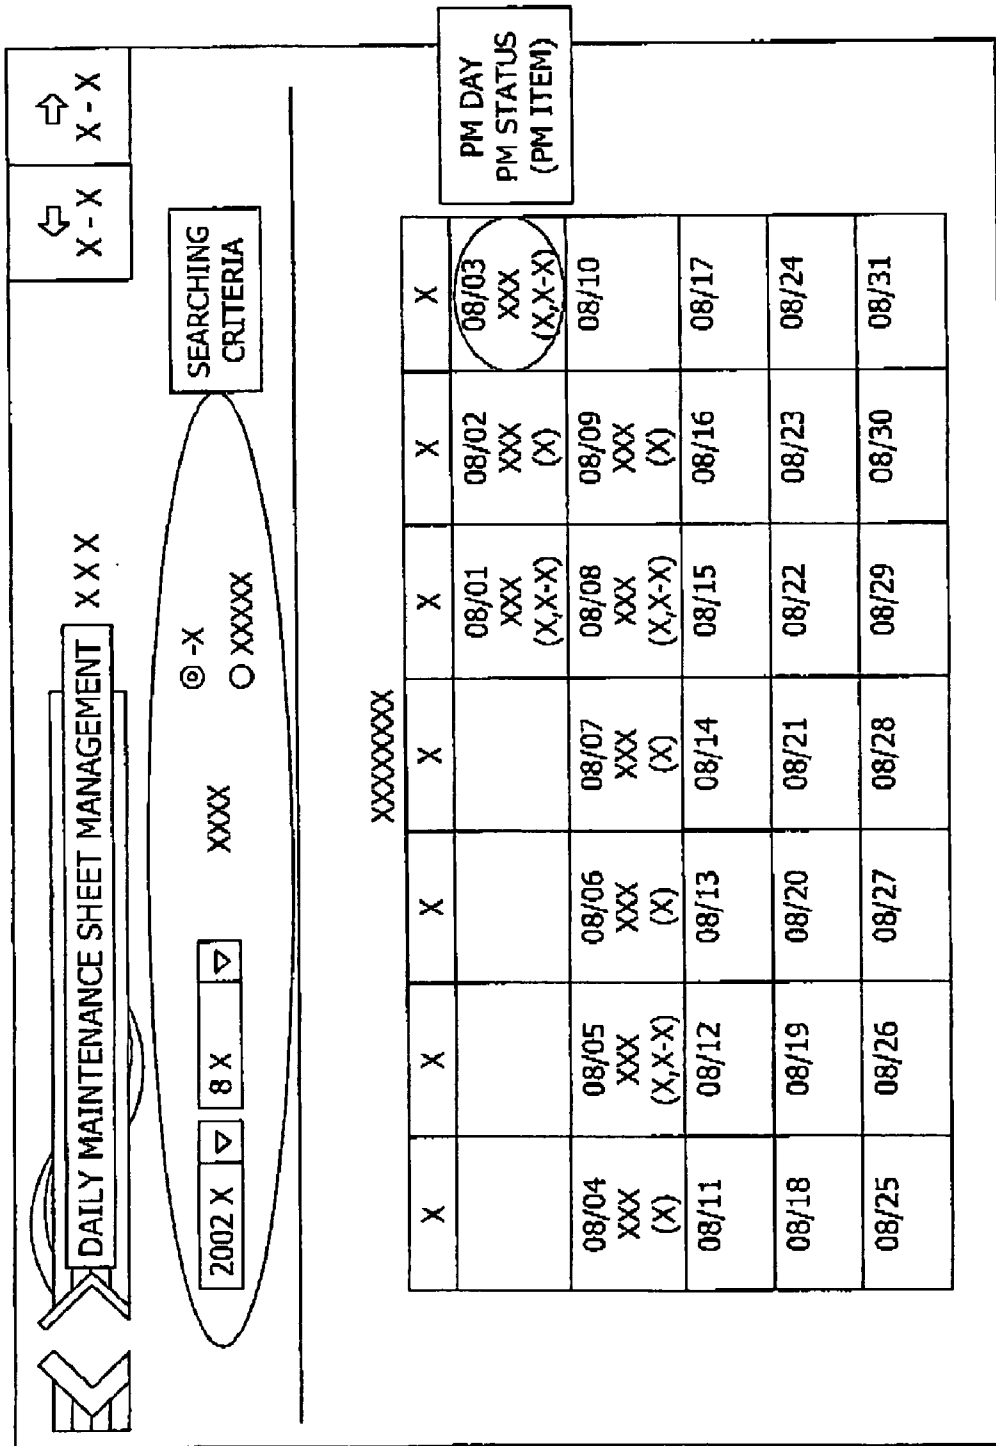 ⇦
X - X
⇨
X - X
DAILY MAINTENANCE SHEET MANAGEMENT
X X X
2002 X ▽
8 X ▽
XXXX
◎ -X
○ XXXXX
SEARCHING
CRITERIA
XXXXXXXX
X X X X X X X
08/01 08/02 08/03
XXX XXX XXX
(X,X-X) (X) (X,X-X)
08/04 08/05 08/06 08/07 08/08 08/09 08/10
XXX XXX XXX XXX XXX XXX
(X) (X,X-X) (X) (X) (X,X-X) (X)
08/11 08/12 08/13 08/14 08/15 08/16 08/17
08/18 08/19 08/20 08/21 08/22 08/23 08/24
08/25 08/26 08/27 08/28 08/29 08/30 08/31
PM DAY
PM STATUS
(PM ITEM)